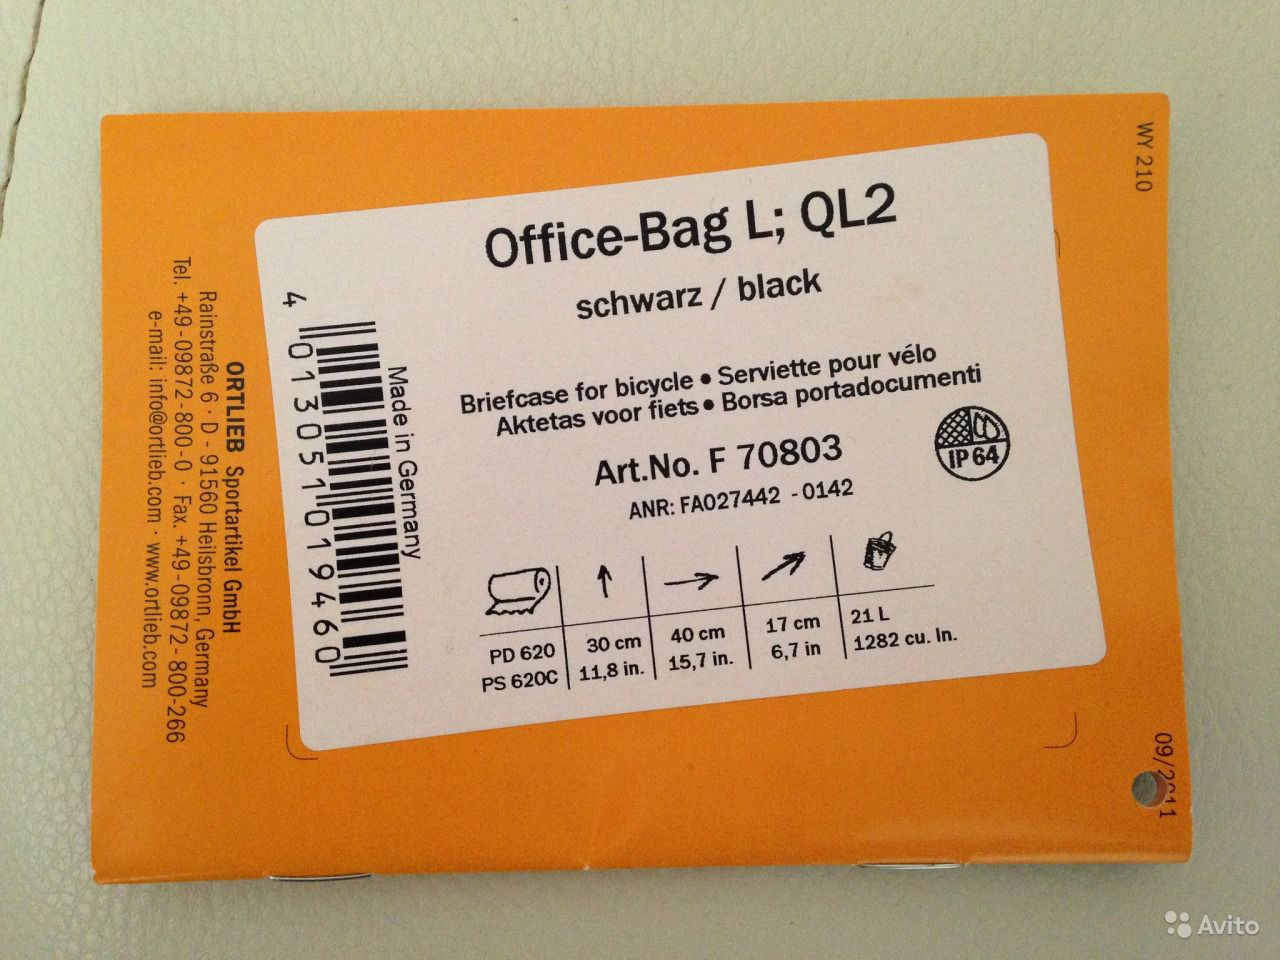 WY 210
Office-Bag L; QL2
schwarz / black
Briefcase for bicycle • Serviette pour vélo
Aktetas voor fiets • Borsa portadocumenti
Art.No. F 70803
ANR: FA027442 - 0142
IP 64
PD 620 30 cm 40 cm 17 cm 21 L
PS 620C 11,8 in. 15,7 in. 6,7 in 1282 cu. In.
Made in Germany
4 013051 019460
ORTLIEB Sportartikel GmbH
Rainstraße 6 · D - 91560 Heilsbronn, Germany
Tel. +49-09872-800-0 · Fax. +49-09872-800-266
e-mail: info@ortlieb.com · www.ortlieb.com
09/2011
Avito